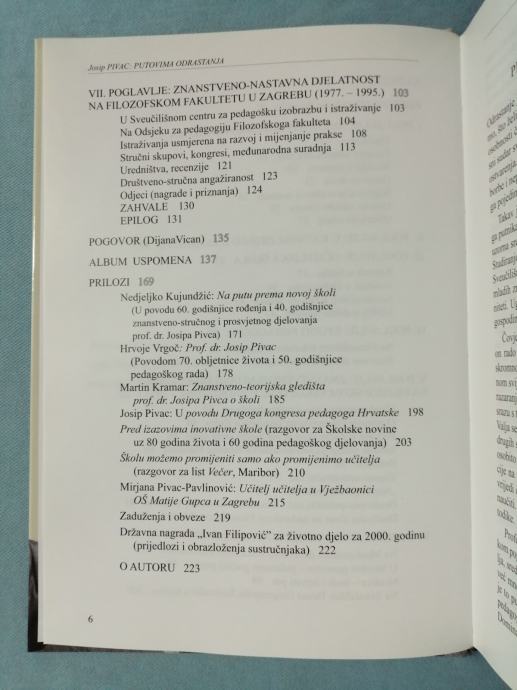 Josip PIVAC: PUTOVIMA ODRASTANJA
VII. POGLAVLJE: ZNANSTVENO-NASTAVNA DJELATNOST
NA FILOZOFSKOM FAKULTETU U ZAGREBU (1977. – 1995.) 103
U Sveučilišnom centru za pedagošku izobrazbu i istraživanje 103
Na Odsjeku za pedagogiju Filozofskoga fakulteta 104
Istraživanja usmjerena na razvoj i mijenjanje prakse 108
Stručni skupovi, kongresi, međunarodna suradnja 113
Uredništva, recenzije 121
Društveno-stručna angažiranost 123
Odjeci (nagrade i priznanja) 124
ZAHVALE 130
EPILOG 131
POGOVOR (Dijana Vican) 135
ALBUM USPOMENA 137
PRILOZI 169
Nedjeljko Kujundžić: Na putu prema novoj školi
(U povodu 60. godišnjice rođenja i 40. godišnjice
znanstveno-stručnog i prosvjetnog djelovanja
prof. dr. Josipa Pivca) 171
Hrvoje Vrgoč: Prof. dr. Josip Pivac
(Povodom 70. obljetnice života i 50. godišnjice
pedagoškog rada) 178
Martin Kramar: Znanstveno-teorijska gledišta
prof. dr. Josipa Pivca o školi 185
Josip Pivac: U povodu Drugoga kongresa pedagoga Hrvatske 198
Pred izazovima inovativne škole (razgovor za Školske novine
uz 80 godina života i 60 godina pedagoškog djelovanja) 203
Školu možemo promijeniti samo ako promijenimo učitelja
(razgovor za list Večer, Maribor) 210
Mirjana Pivac-Pavlinović: Učitelj učitelja u Vježbaonici
OŠ Matije Gupca u Zagrebu 215
Zaduženja i obveze 219
Državna nagrada „Ivan Filipović" za životno djelo za 2000. godinu
(prijedlozi i obrazloženja sustručnjaka) 222
O AUTORU 223
6